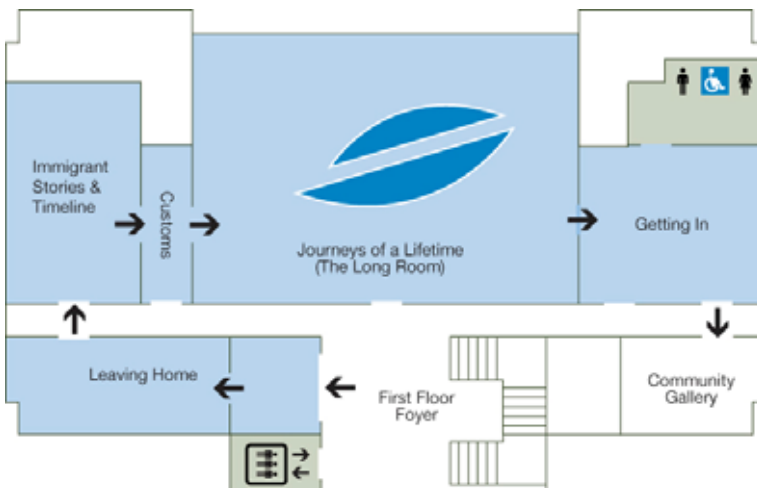 Immigrant
Stories &
Timeline
Customs
Journeys of a Lifetime
(The Long Room)
Getting In
Leaving Home
First Floor
Foyer
Community
Gallery